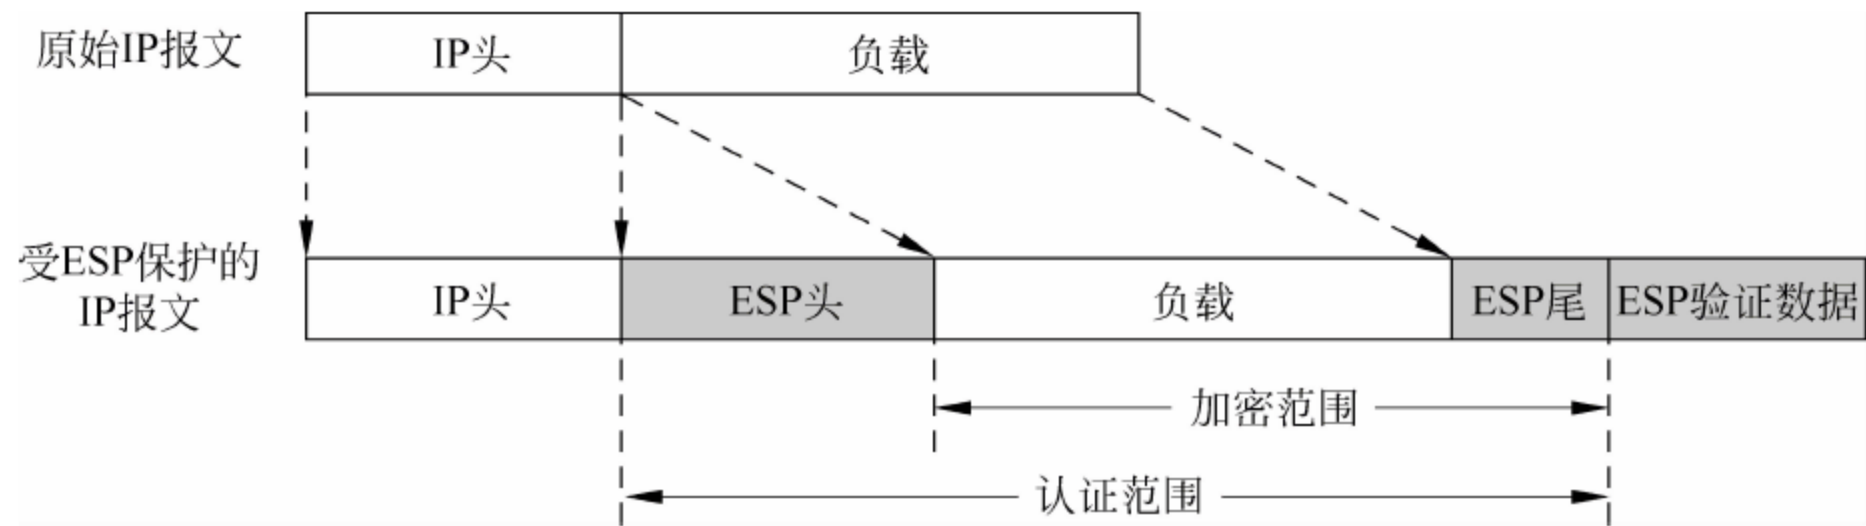 原始IP报文
IP头
负载
受ESP保护的
IP报文
IP头
ESP头
负载
ESP尾
ESP验证数据
加密范围
认证范围